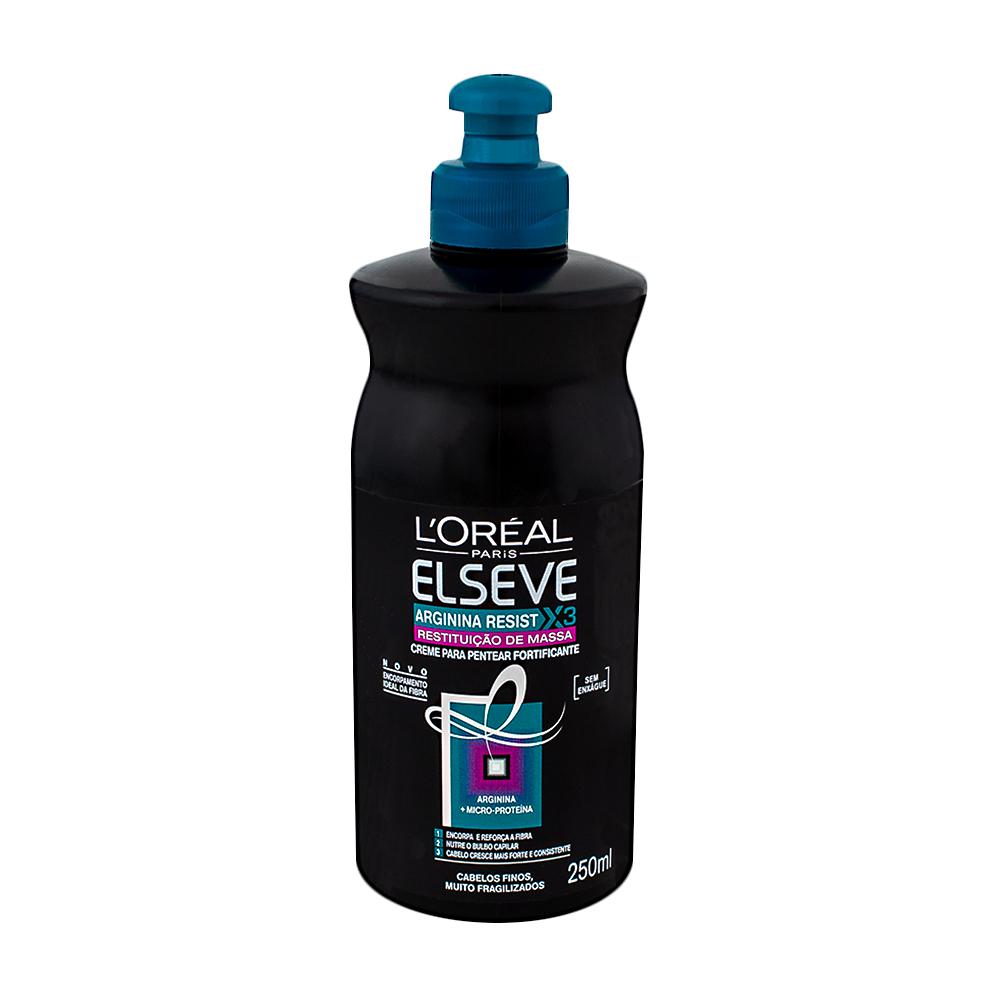 L'ORÉAL
PARIS
ELSEVE
ARGININA RESIST X3
RESTITUIÇÃO DE MASSA
CREME PARA PENTEAR FORTIFICANTE
NOVO
ENCORPAMENTO
IDEAL DA FIBRA
SEM
ENXÁGUE
ARGININA
+ MICRO-PROTEÍNA
1 ENCORPA E REFORÇA A FIBRA
2 NUTRE O BULBO CAPILAR
3 CABELO CRESCE MAIS FORTE E CONSISTENTE
CABELOS FINOS,
MUITO FRAGILIZADOS
250ml